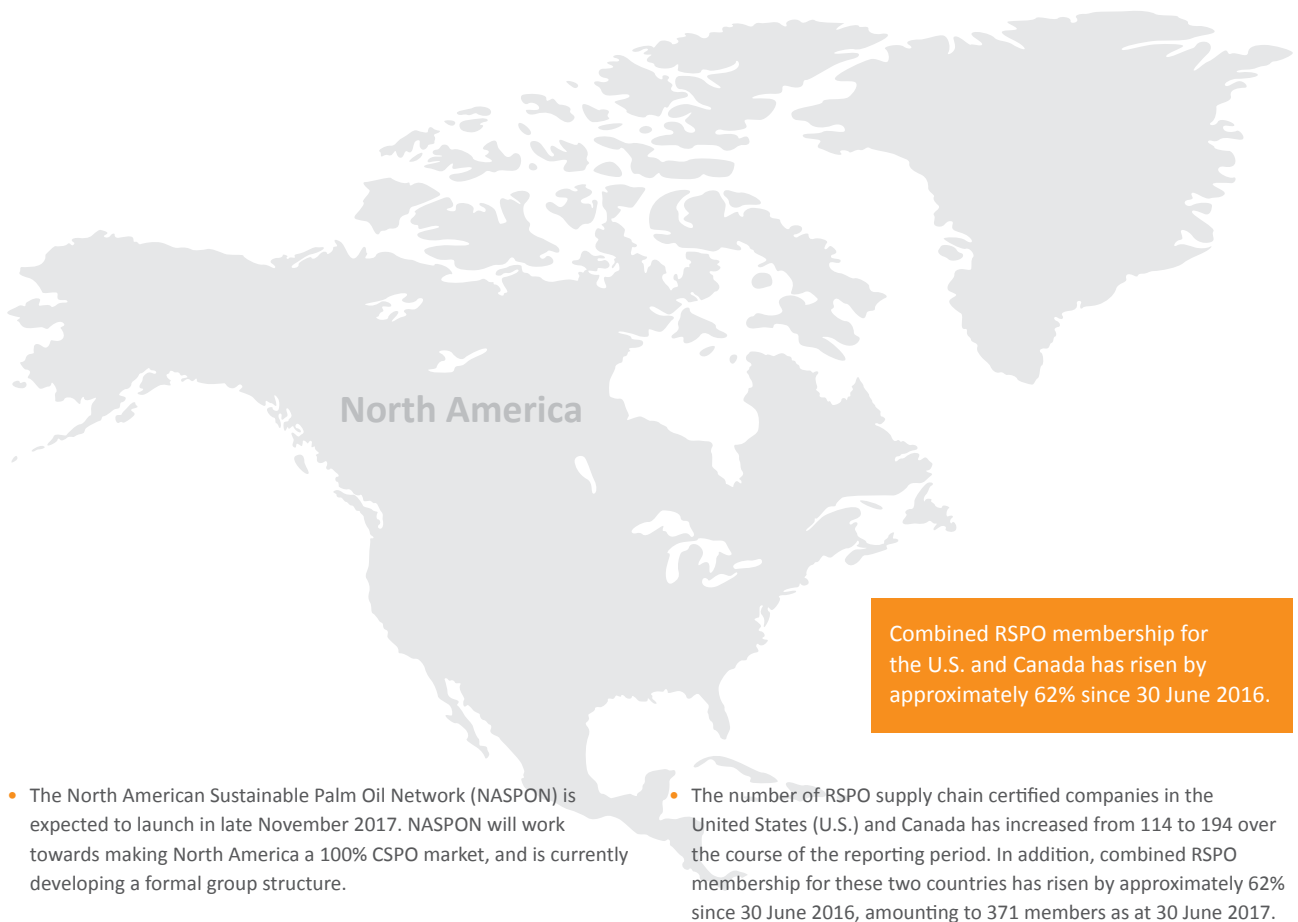 North America
Combined RSPO membership for
the U.S. and Canada has risen by
approximately 62% since 30 June 2016.
• The North American Sustainable Palm Oil Network (NASPON) is
expected to launch in late November 2017. NASPON will work
towards making North America a 100% CSPO market, and is currently
developing a formal group structure.
• The number of RSPO supply chain certified companies in the
United States (U.S.) and Canada has increased from 114 to 194 over
the course of the reporting period. In addition, combined RSPO
membership for these two countries has risen by approximately 62%
since 30 June 2016, amounting to 371 members as at 30 June 2017.